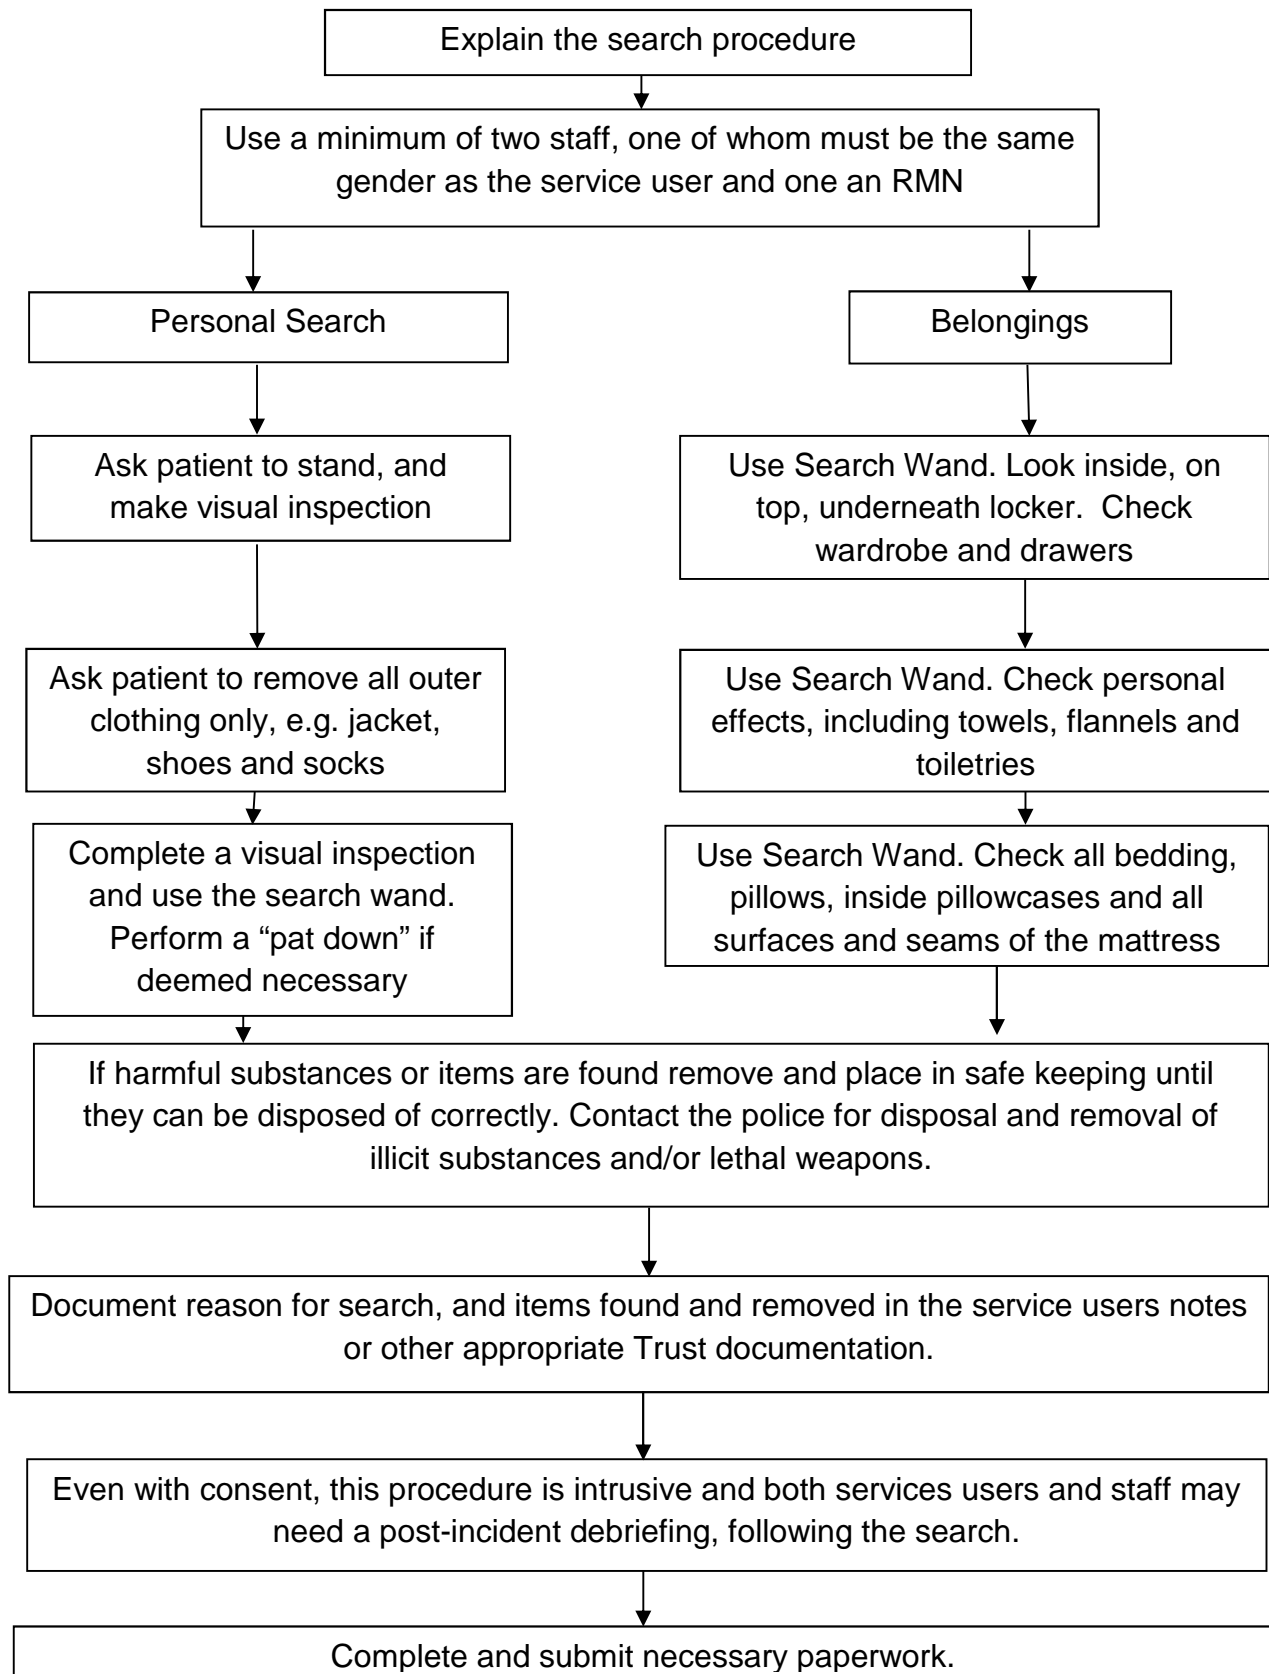 Explain the search procedure
Use a minimum of two staff, one of whom must be the same
gender as the service user and one an RMN
Personal Search
Ask patient to stand, and
make visual inspection
Ask patient to remove all outer
clothing only, e.g. jacket,
shoes and socks
Complete a visual inspection
and use the search wand.
Perform a “pat down” if
deemed necessary
Belongings
Use Search Wand. Look inside, on
top, underneath locker.  Check
wardrobe and drawers
Use Search Wand. Check personal
effects, including towels, flannels and
toiletries
Use Search Wand. Check all bedding,
pillows, inside pillowcases and all
surfaces and seams of the mattress
If harmful substances or items are found remove and place in safe keeping until
they can be disposed of correctly. Contact the police for disposal and removal of
illicit substances and/or lethal weapons.
Document reason for search, and items found and removed in the service users notes
or other appropriate Trust documentation.
Even with consent, this procedure is intrusive and both services users and staff may
need a post-incident debriefing, following the search.
Complete and submit necessary paperwork.